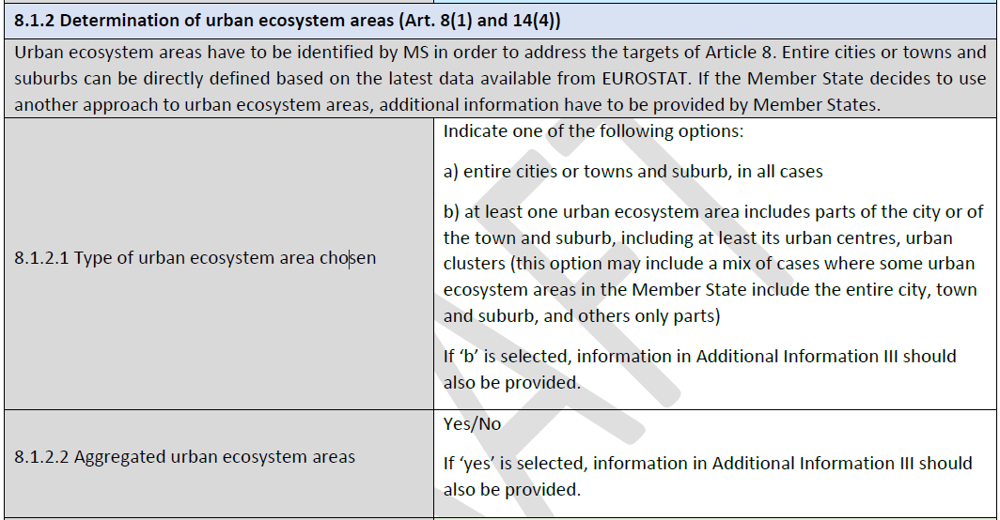 8.1.2 Determination of urban ecosystem areas (Art. 8(1) and 14(4))
Urban ecosystem areas have to be identified by MS in order to address the targets of Article 8. Entire cities or towns and
suburbs can be directly defined based on the latest data available from EUROSTAT. If the Member State decides to use
another approach to urban ecosystem areas, additional information have to be provided by Member States.
8.1.2.1 Type of urban ecosystem area chosen
Indicate one of the following options:
a) entire cities or towns and suburb, in all cases
b) at least one urban ecosystem area includes parts of the city or of
the town and suburb, including at least its urban centres, urban
clusters (this option may include a mix of cases where some urban
ecosystem areas in the Member State include the entire city, town
and suburb, and others only parts)
If ‘b’ is selected, information in Additional Information III should
also be provided.
8.1.2.2 Aggregated urban ecosystem areas
Yes/No
If ‘yes’ is selected, information in Additional Information III should
also be provided.